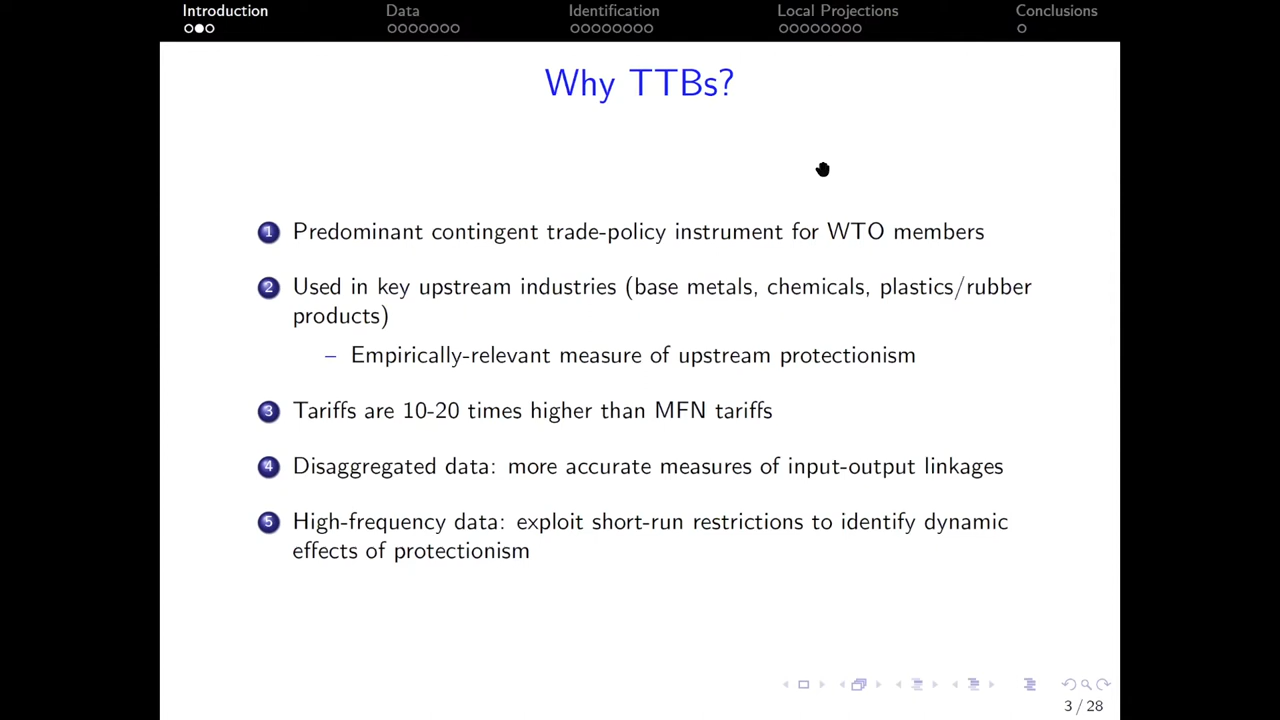 Introduction Data Identification Local Projections Conclusions
Why TTBs?
1 Predominant contingent trade-policy instrument for WTO members
2 Used in key upstream industries (base metals, chemicals, plastics/rubber
products)
– Empirically-relevant measure of upstream protectionism
3 Tariffs are 10-20 times higher than MFN tariffs
4 Disaggregated data: more accurate measures of input-output linkages
5 High-frequency data: exploit short-run restrictions to identify dynamic
effects of protectionism
3 / 28